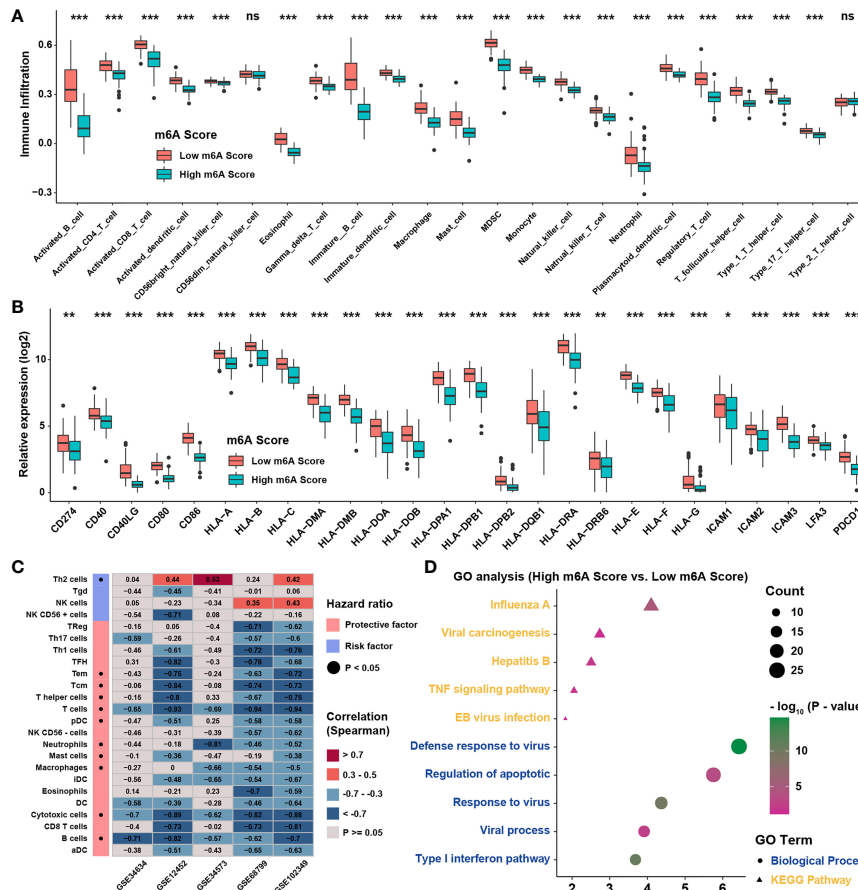 A
*** *** *** *** *** ns *** *** *** *** *** *** *** *** *** *** *** *** *** *** *** *** ns
Immune Infiltration
0.6
0.3
0.0
−0.3
m6A Score
Low m6A Score
High m6A Score
Activated_B_cell
Activated_CD4_T_cell
Activated_CD8_T_cell
Activated_dendritic_cell
CD56bright_natural_killer_cell
CD56dim_natural_killer_cell
Eosinophil
Gamma_delta_T_cell
Immature__B_cell
Immature_dendritic_cell
Macrophage
Mast_cell
MDSC
Monocyte
Natural_killer_cell
Natrual_killer_T_cell
Neutrophil
Plasmacytoid_dendritic_cell
Regulatory_T_cell
T_follicular_helper_cell
Type_1_T_helper_cell
Type_17_T_helper_cell
Type_2_T_helper_cell
B
** *** *** *** *** *** *** *** *** *** *** *** *** *** *** *** *** ** *** *** *** * *** *** *** ***
Relative expression (log2)
10
5
0
m6A Score
Low m6A Score
High m6A Score
CD274
CD40
CD40LG
CD80
CD86
HLA−A
HLA−B
HLA−C
HLA−DMA
HLA−DMB
HLA−DOA
HLA−DOB
HLA−DPA1
HLA−DPB1
HLA−DPB2
HLA−DQB1
HLA−DRA
HLA−DRB6
HLA−E
HLA−F
HLA−G
ICAM1
ICAM2
ICAM3
LFA3
PDCD1
C
Th2 cells 0.04 0.44 0.53 0.24 0.42
Tgd −0.44 −0.45 −0.41 −0.01 0.06
NK cells 0.05 −0.23 −0.34 0.35 0.43
NK CD56 + cells −0.54 −0.71 0.08 −0.22 −0.16
TReg −0.15 0.05 −0.4 −0.71 −0.62
Th17 cells −0.59 −0.26 −0.4 −0.57 −0.6
Th1 cells −0.46 −0.61 −0.49 −0.72 −0.76
TFH 0.31 −0.82 −0.3 −0.78 −0.68
Tem −0.43 −0.76 −0.24 −0.63 −0.72
Tcm −0.06 −0.84 −0.08 −0.74 −0.73
T helper cells −0.15 −0.8 0.33 −0.67 −0.75
T cells −0.65 −0.93 −0.69 −0.94 −0.94
pDC −0.47 −0.51 0.25 −0.58 −0.58
NK CD56 − cells −0.46 −0.31 −0.39 −0.57 −0.62
Neutrophils −0.44 −0.18 −0.81 −0.46 −0.52
Mast cells −0.1 −0.36 −0.47 −0.19 −0.38
Macrophages −0.27 0 −0.66 −0.54 −0.5
iDC −0.56 −0.48 −0.65 −0.54 −0.67
Eosinophils 0.14 −0.21 0.23 −0.7 −0.59
DC −0.58 −0.39 −0.28 −0.46 −0.64
Cytotoxic cells −0.7 −0.89 −0.62 −0.82 −0.88
CD8 T cells −0.4 −0.73 −0.02 −0.73 −0.81
B cells −0.71 −0.82 −0.57 −0.62 −0.7
aDC −0.38 −0.51 −0.43 −0.65 −0.63
GSE34634
GSE12452
GSE34573
GSE68799
GSE102349
Hazard ratio
Protective factor
Risk factor
P < 0.05
Correlation
(Spearman)
> 0.7
0.3 - 0.5
-0.7 - -0.3
< -0.7
P >= 0.05
D
GO analysis (High m6A Score vs. Low m6A Score)
Influenza A
Viral carcinogenesis
Hepatitis B
TNF signaling pathway
EB virus infection
Defense response to virus
Regulation of apoptotic
Response to virus
Viral process
Type I interferon pathway
2 3 4 5 6
Count
10
15
20
25
- log10 (P - value
10
5
GO Term
Biological Proce
KEGG Pathway